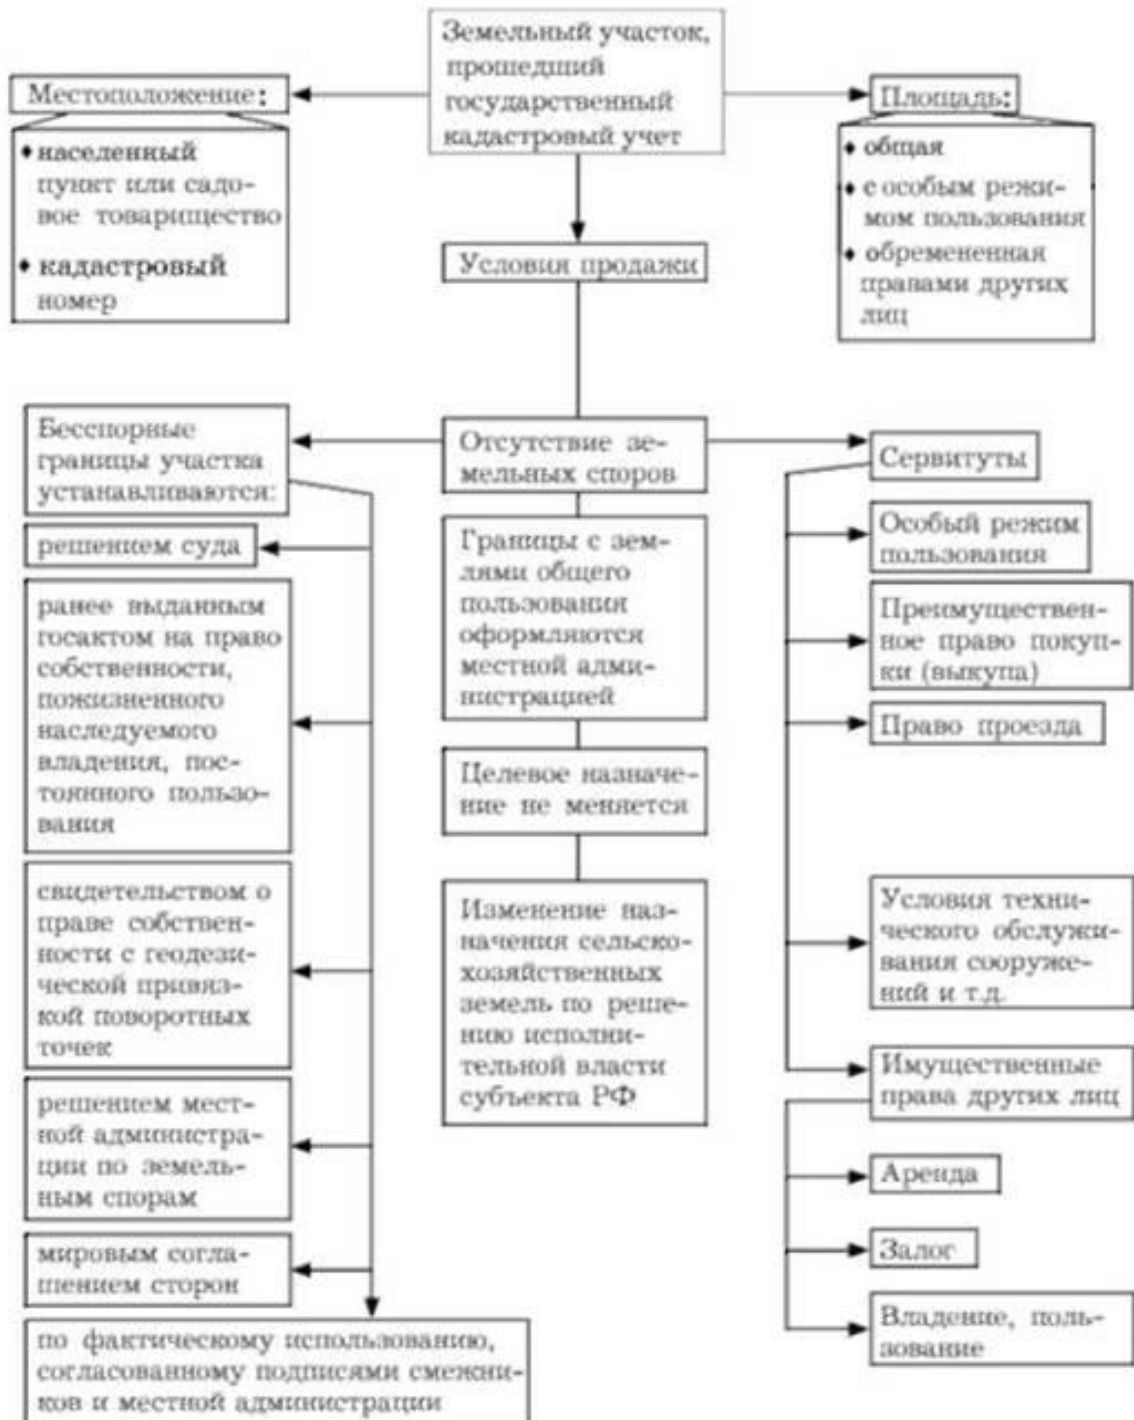 Земельный участок,
прошедший
государственный
кадастровый учет
Местоположение:
♦ населенный
пункт или садо-
вое товарищество
♦ кадастровый
номер
Площадь:
♦ общая
♦ с особым режи-
мом пользования
♦ обремененная
правами других
лиц
Условия продажи
Бесспорные
границы участка
устанавливаются:
решением суда
ранее выданным
госактом на право
собственности,
пожизненного
наследуемого
владения, пос-
тоянного пользо-
вания
свидетельством о
праве собствен-
ности с геодези-
ческой привяз-
кой поворотных
точек
решением мест-
ной администра-
ции по земель-
ным спорам
мировым согла-
шением сторон
по фактическому использованию,
согласованному подписями смежни-
ков и местной администрации
Отсутствие зе-
мельных споров
Границы с зем-
лями общего
пользования
оформляются
местной адми-
нистрацией
Целевое назначе-
ние не меняется
Изменение наз-
начения сельско-
хозяйственных
земель по реше-
нию исполни-
тельной власти
субъекта РФ
Сервитуты
Особый режим
пользования
Преимуществен-
ное право покуп-
ки (выкупа)
Право проезда
Условия техни-
ческого обслужи-
вания сооруже-
ний и т.д.
Имущественные
права других лиц
Аренда
Залог
Владение, поль-
зование